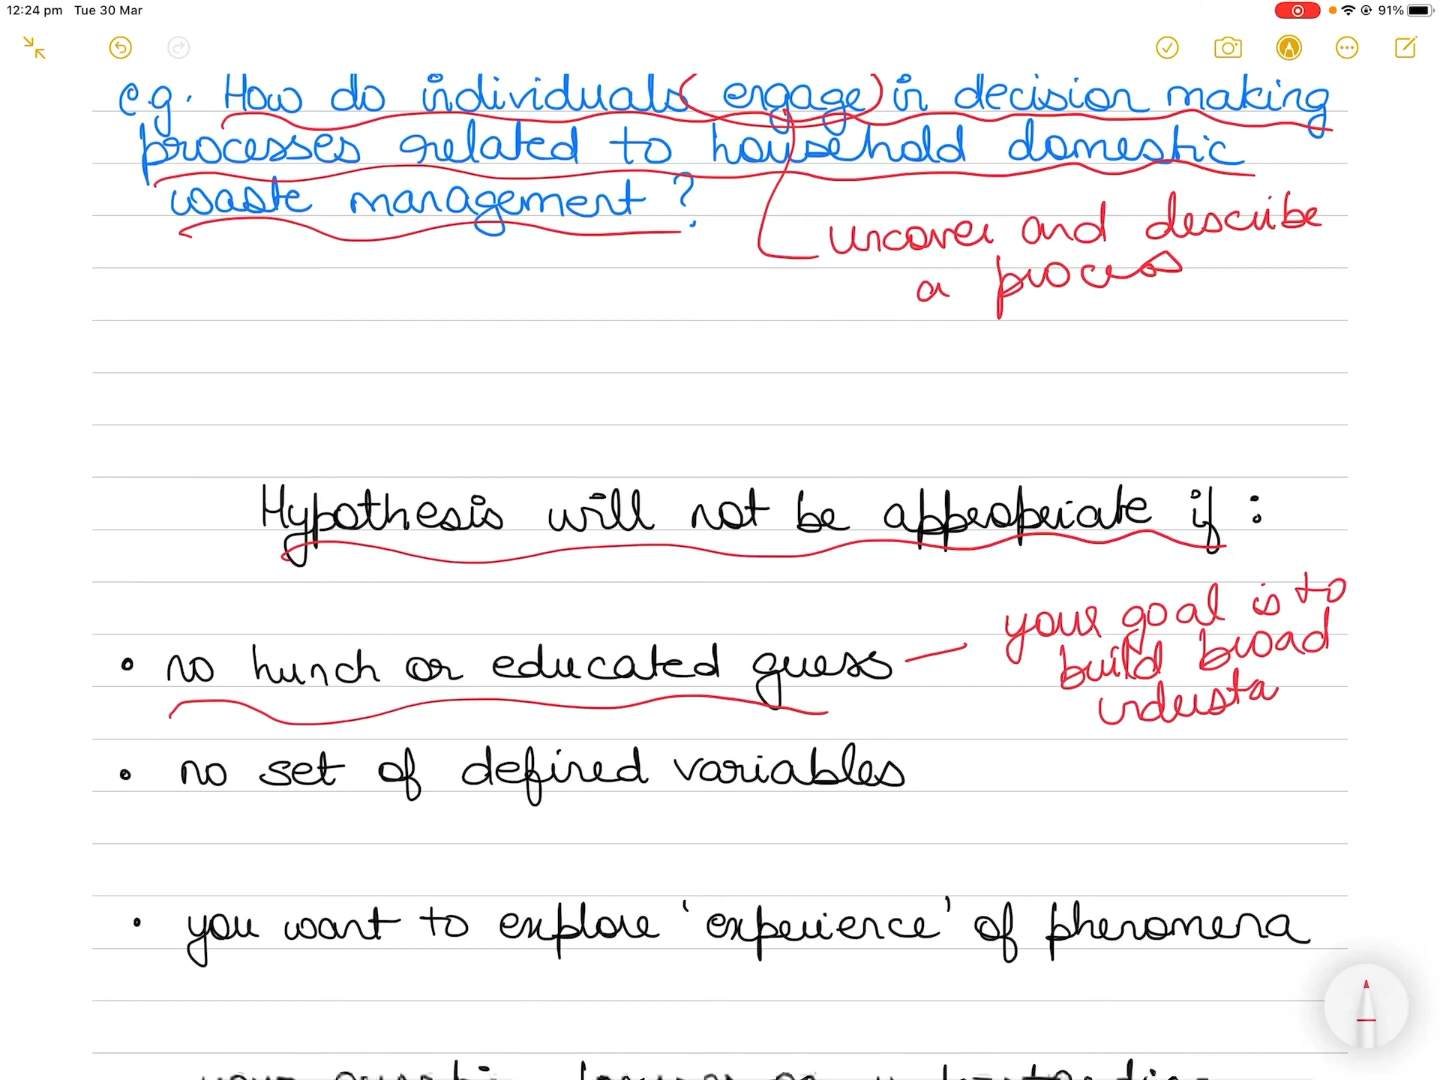 12:24 pm Tue 30 Mar
91%
e.g. How do individuals (engage) in decision making
processes related to household domestic
waste management?
uncover and describe
a process
Hypothesis will not be appropriate if:
• no hunch or educated guess —
your goal is to
build broad
understa
• no set of defined variables
• you want to explore 'experience' of phenomena